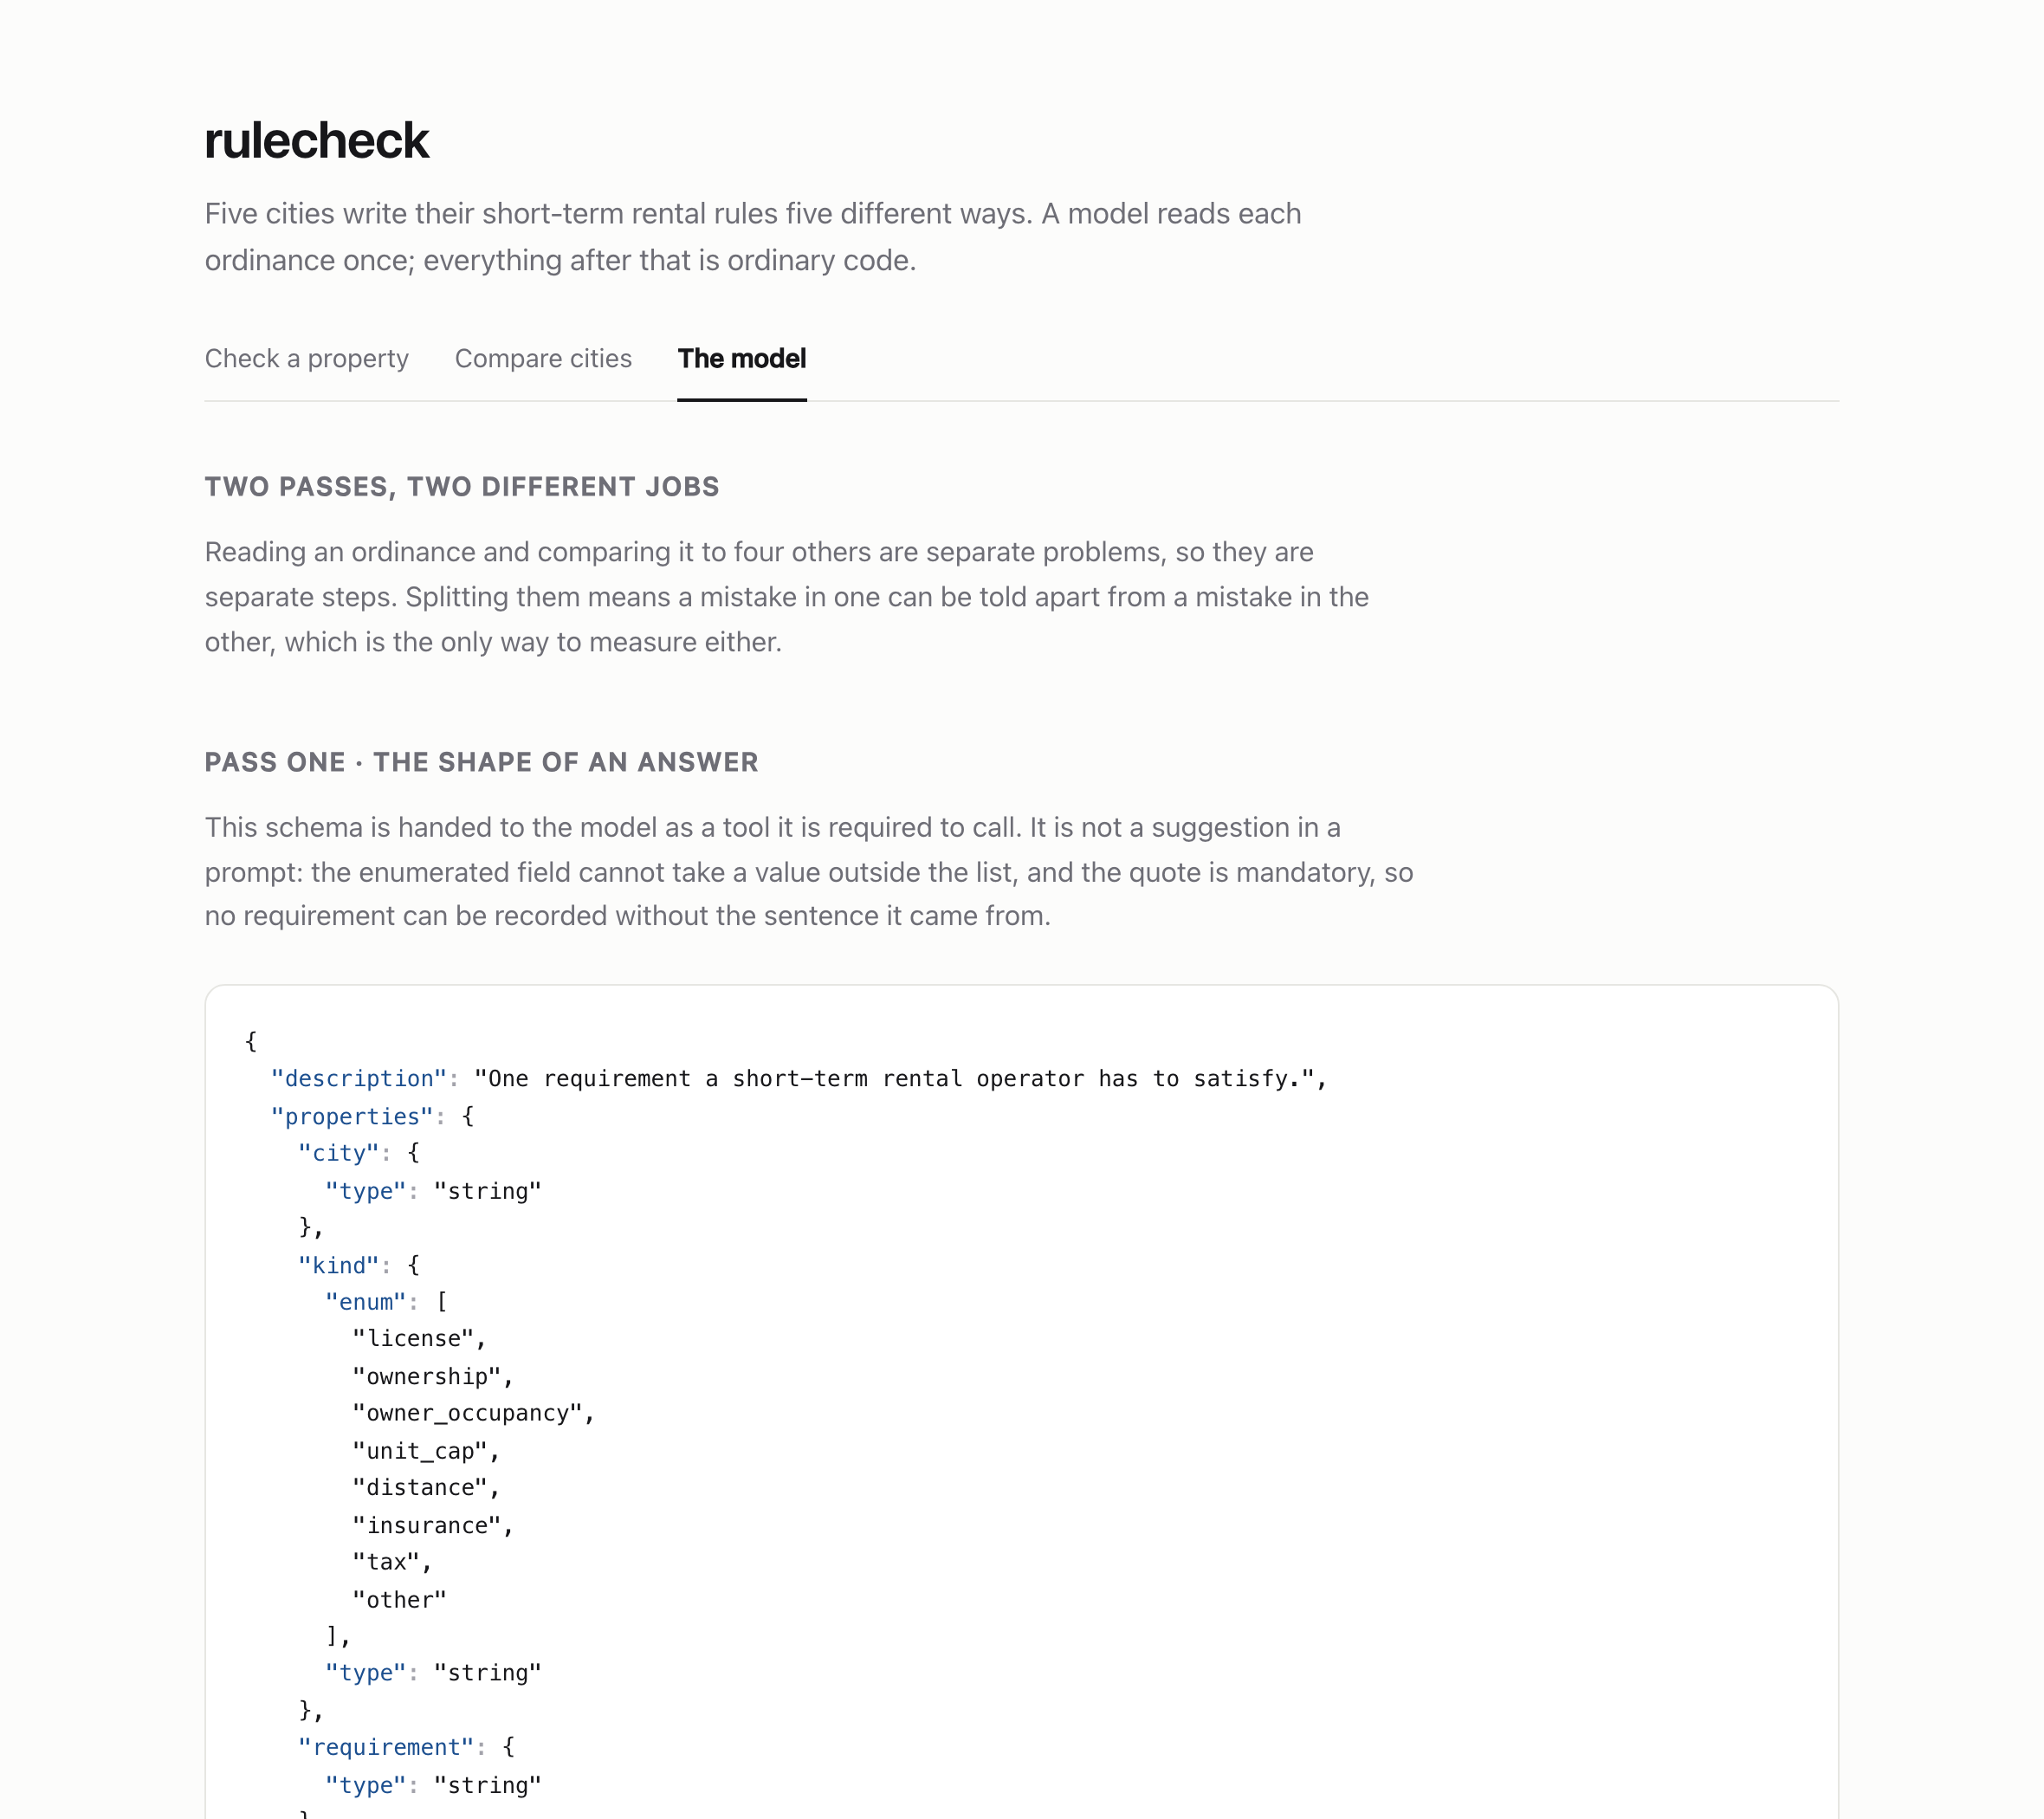 rulecheck
Five cities write their short-term rental rules five different ways. A model reads each
ordinance once; everything after that is ordinary code.
Check a property Compare cities The model
TWO PASSES, TWO DIFFERENT JOBS
Reading an ordinance and comparing it to four others are separate problems, so they are
separate steps. Splitting them means a mistake in one can be told apart from a mistake in the
other, which is the only way to measure either.
PASS ONE · THE SHAPE OF AN ANSWER
This schema is handed to the model as a tool it is required to call. It is not a suggestion in a
prompt: the enumerated field cannot take a value outside the list, and the quote is mandatory, so
no requirement can be recorded without the sentence it came from.
{
  "description": "One requirement a short-term rental operator has to satisfy.",
  "properties": {
    "city": {
      "type": "string"
    },
    "kind": {
      "enum": [
        "license",
        "ownership",
        "owner_occupancy",
        "unit_cap",
        "distance",
        "insurance",
        "tax",
        "other"
      ],
      "type": "string"
    },
    "requirement": {
      "type": "string"
    }